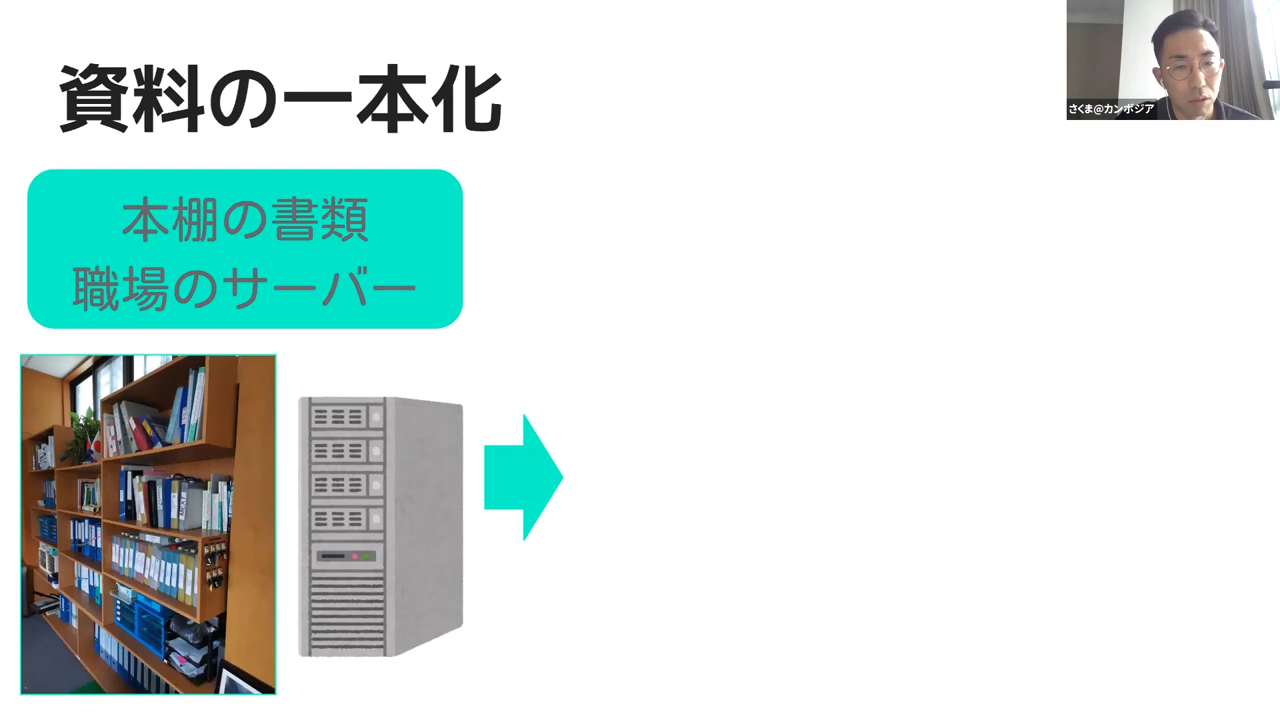 資料の一本化
さくま@カンボジア
本棚の書類
職場のサーバー